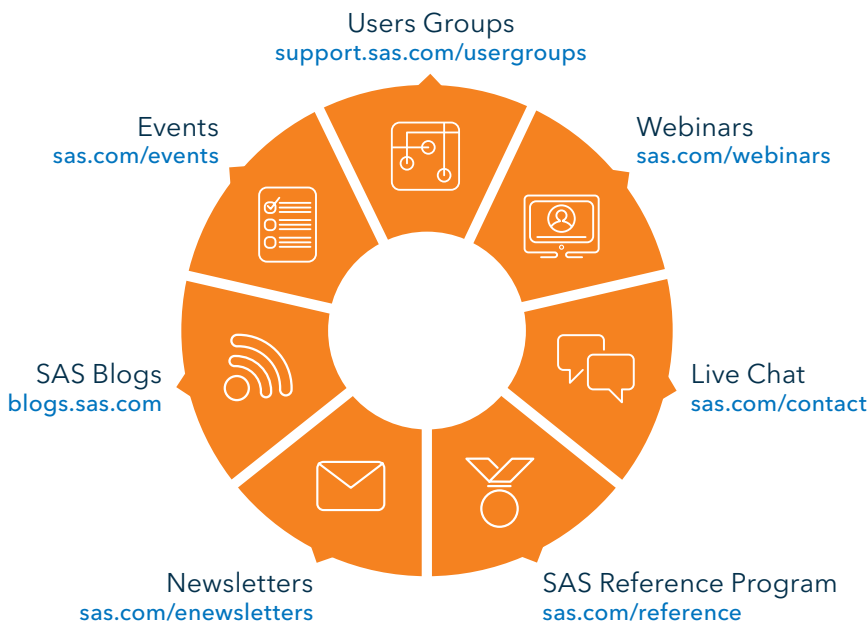 Users Groups
support.sas.com/usergroups
Events
sas.com/events
Webinars
sas.com/webinars
SAS Blogs
blogs.sas.com
Live Chat
sas.com/contact
Newsletters
sas.com/enewsletters
SAS Reference Program
sas.com/reference